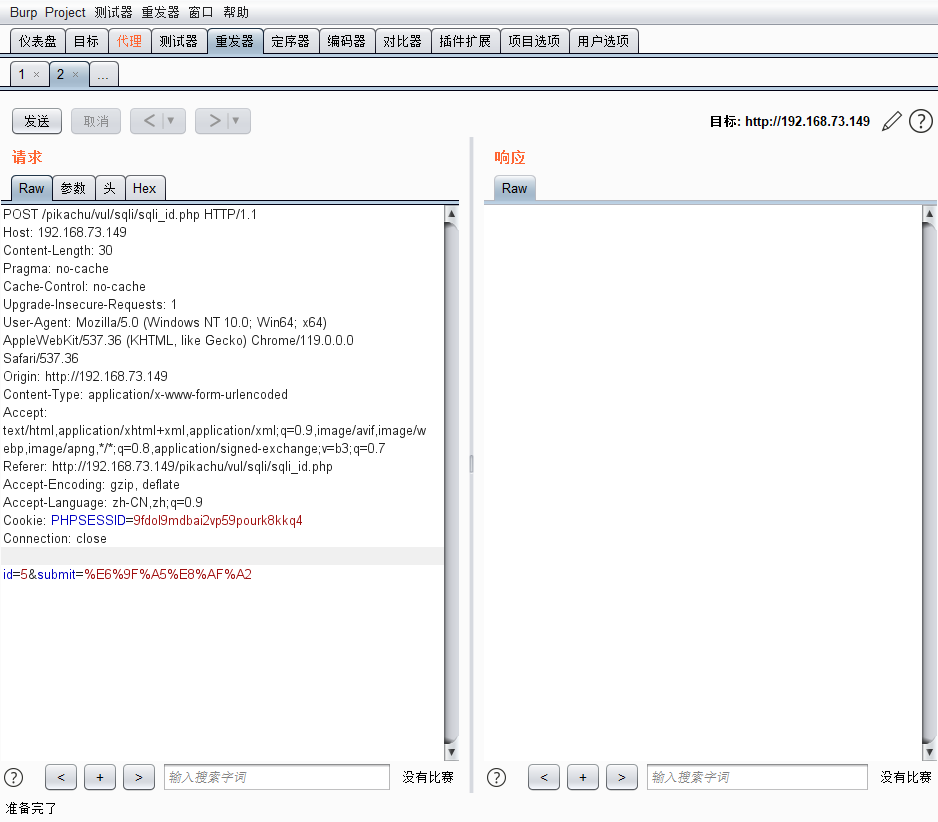 Burp Project 测试器 重发器 窗口 帮助
仪表盘 目标 代理 测试器 重发器 定序器 编码器 对比器 插件扩展 项目选项 用户选项
1 × 2 × ...
发送 取消 < ▼ > ▼ 目标: http://192.168.73.149 ?
请求
Raw 参数 头 Hex
POST /pikachu/vul/sqli/sqli_id.php HTTP/1.1
Host: 192.168.73.149
Content-Length: 30
Pragma: no-cache
Cache-Control: no-cache
Upgrade-Insecure-Requests: 1
User-Agent: Mozilla/5.0 (Windows NT 10.0; Win64; x64)
AppleWebKit/537.36 (KHTML, like Gecko) Chrome/119.0.0.0
Safari/537.36
Origin: http://192.168.73.149
Content-Type: application/x-www-form-urlencoded
Accept:
text/html,application/xhtml+xml,application/xml;q=0.9,image/avif,image/w
ebp,image/apng,*/*;q=0.8,application/signed-exchange;v=b3;q=0.7
Referer: http://192.168.73.149/pikachu/vul/sqli/sqli_id.php
Accept-Encoding: gzip, deflate
Accept-Language: zh-CN,zh;q=0.9
Cookie: PHPSESSID=9fdol9mdbai2vp59pourk8kkq4
Connection: close
id=5&submit=%E6%9F%A5%E8%AF%A2
? < + > 输入搜索字词 没有比赛
响应
Raw
? < + > 输入搜索字词 没有比赛
准备完了